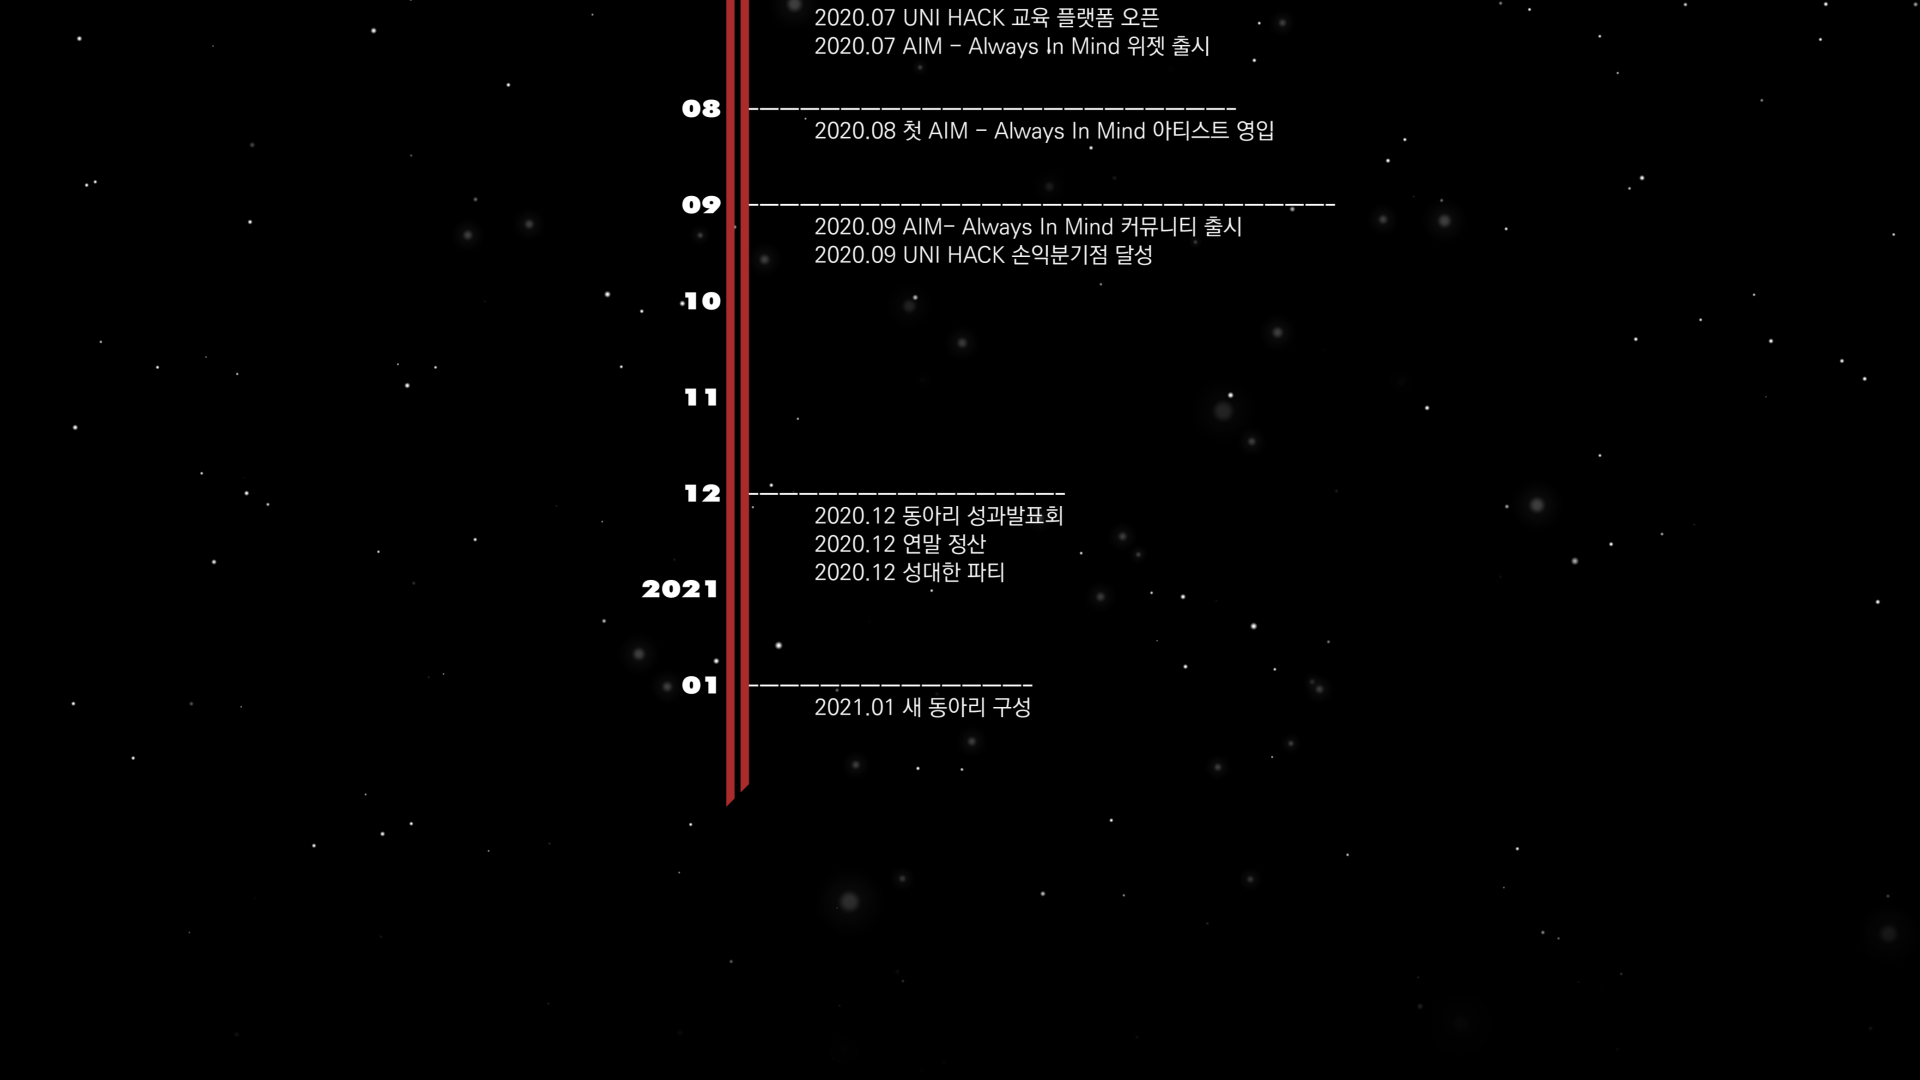 2020.07 UNI HACK 교육 플랫폼 오픈
2020.07 AIM - Always In Mind 위젯 출시
08
2020.08 첫 AIM - Always In Mind 아티스트 영입
09
2020.09 AIM- Always In Mind 커뮤니티 출시
2020.09 UNI HACK 손익분기점 달성
10
11
12
2020.12 동아리 성과발표회
2020.12 연말 정산
2020.12 성대한 파티
2021
01
2021.01 새 동아리 구성